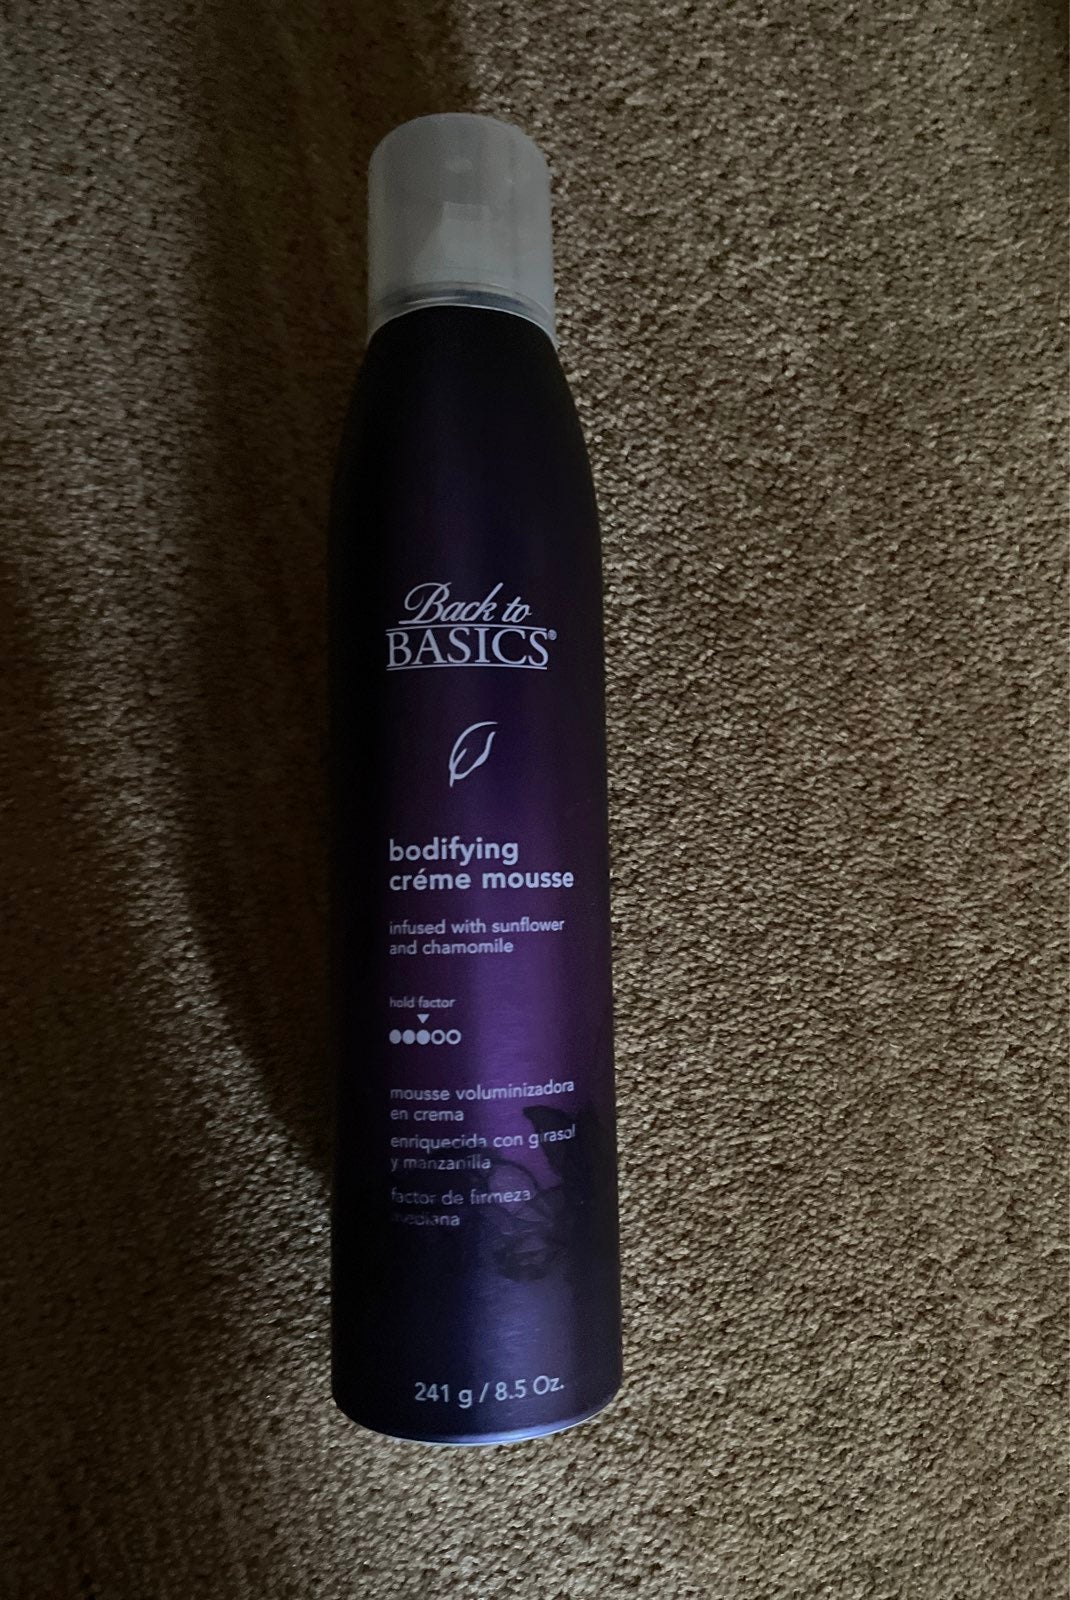 Back to
BASICS®
bodifying
créme mousse
infused with sunflower
and chamomile
hold factor
mousse voluminizadora
en crema
enriquecida con girasol
y manzanilla
factor de firmeza
mediana
241 g / 8.5 Oz.